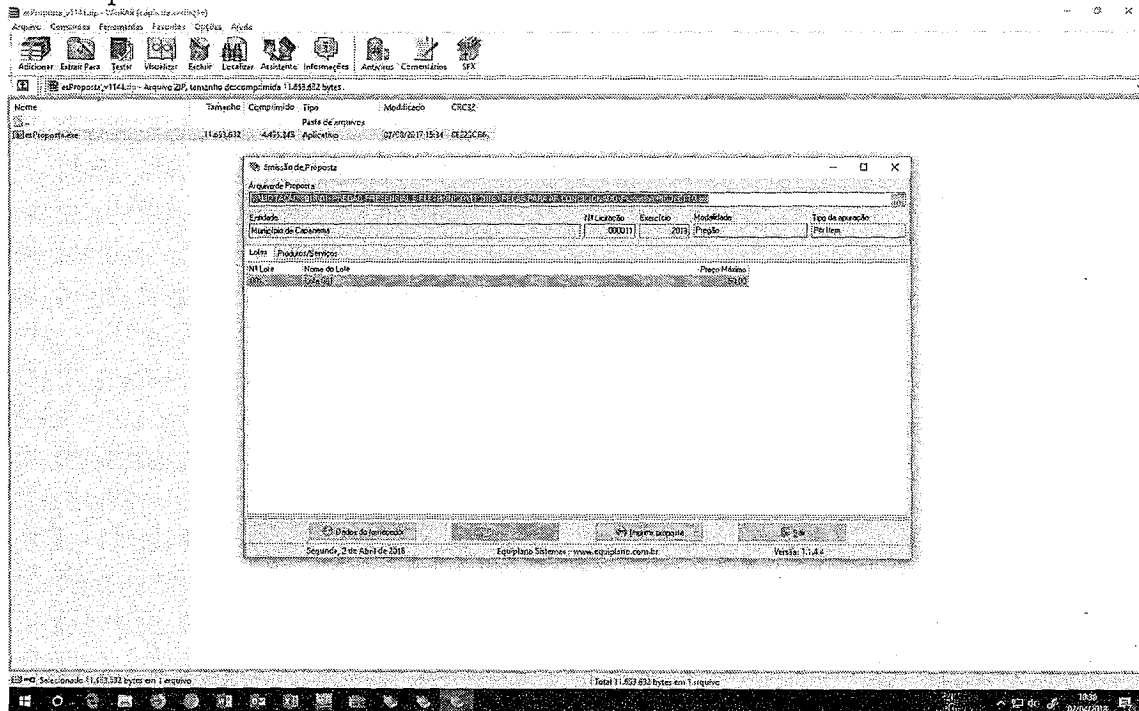 esProposta_v1144.zip - WinRAR (cópia de avaliação)
Arquivo Comandos Ferramentas Favoritos Opções Ajuda
Adicionar Extrair Para Testar Visualizar Excluir Localizar Assistente Informações Antivírus Comentários SFX
esProposta_v1144.zip - Arquivo ZIP, tamanho descomprimido 11.653.632 bytes
Nome Tamanho Comprimido Tipo Modificado CRC32
Pasta de arquivos
esProposta.exe 11.653.632 Aplicativo 15:34
Emissão de Proposta
Arquivo de Proposta
Entidade Nº Licitação Exercício Modalidade Tipo de apuração
Município de Capanema 000011 Pregão Por Item
Lotes Produtos/Serviços
Nº Lote Nome do Lote Preço Máximo
Dados do fornecedor Imprimir proposta Sair
Segunda, 2 de Abril de 2018 Equiplano Sistemas - www.equiplano.com.br Versão: 1.1.4.4
Selecionado 11.653.632 bytes em 1 arquivo Total 11.653.632 bytes em 1 arquivo
10:38
02/04/2018